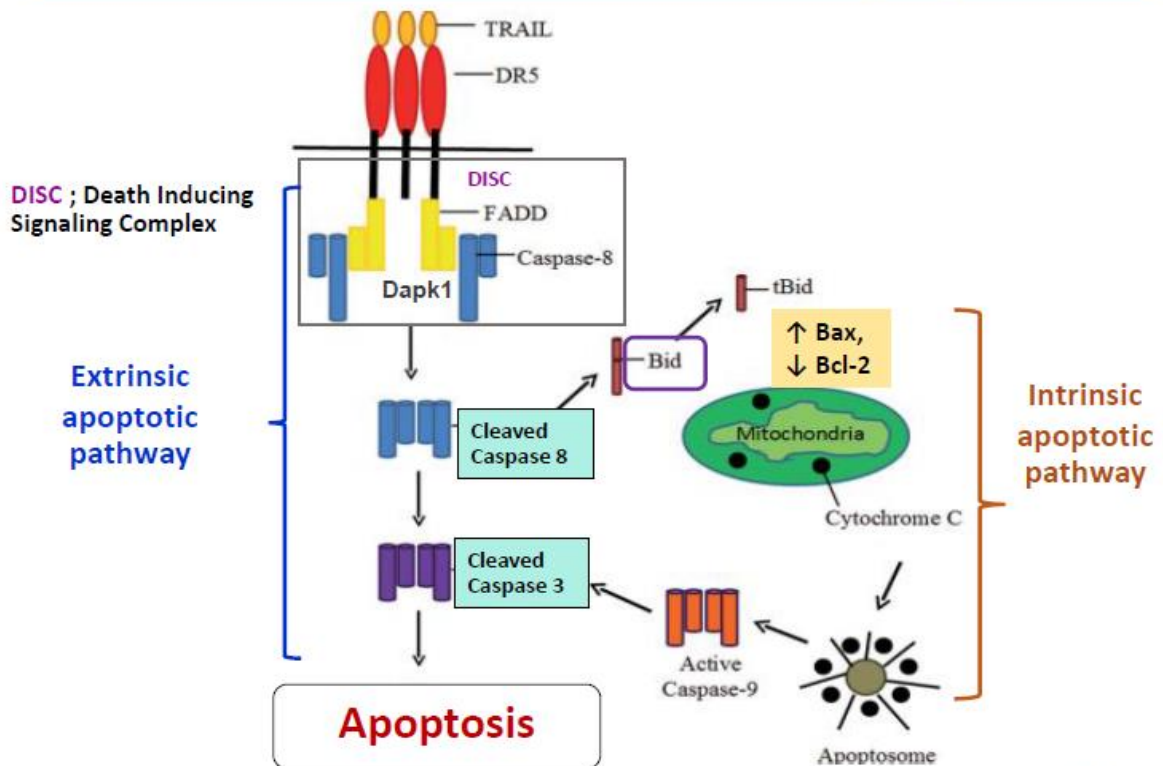 TRAIL
DR5
DISC ; Death Inducing
Signaling Complex
DISC
FADD
Caspase-8
Dapk1
tBid
↑ Bax,
↓ Bcl-2
Bid
Extrinsic
apoptotic
pathway
Cleaved
Caspase 8
Mitochondria
Intrinsic
apoptotic
pathway
Cytochrome C
Cleaved
Caspase 3
Active
Caspase-9
Apoptosis
Apoptosome